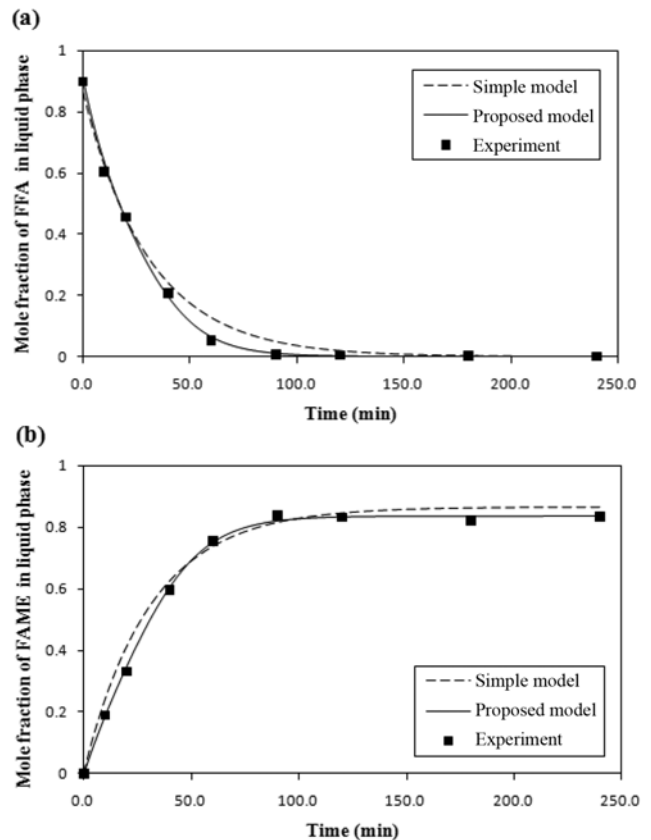 (a)
Mole fraction of FFA in liquid phase
1
0.8
0.6
0.4
0.2
0
0.0 50.0 100.0 150.0 200.0 250.0
Time (min)
Simple model
Proposed model
Experiment
(b)
Mole fraction of FAME in liquid phase
1
0.8
0.6
0.4
0.2
0
0.0 50.0 100.0 150.0 200.0 250.0
Time (min)
Simple model
Proposed model
Experiment